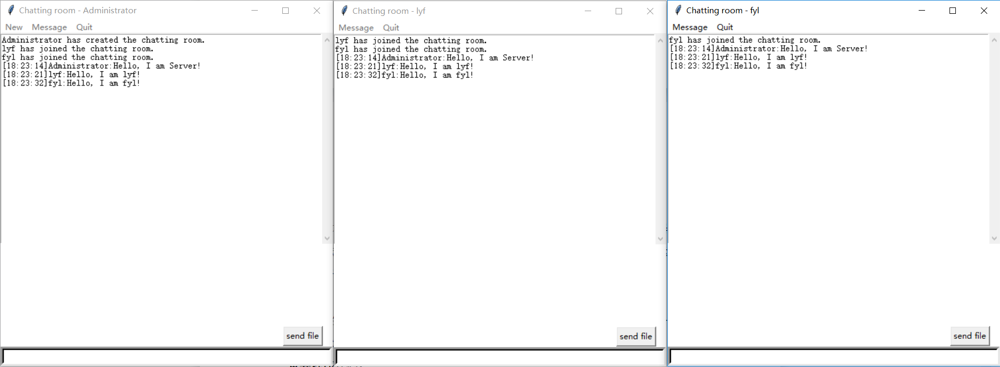 Chatting room - Administrator
New Message Quit
Administrator has created the chatting room.
lyf has joined the chatting room.
fyl has joined the chatting room.
[18:23:14]Administrator:Hello, I am Server!
[18:23:21]lyf:Hello, I am lyf!
[18:23:32]fyl:Hello, I am fyl!
send file
Chatting room - lyf
Message Quit
lyf has joined the chatting room.
fyl has joined the chatting room.
[18:23:14]Administrator:Hello, I am Server!
[18:23:21]lyf:Hello, I am lyf!
[18:23:32]fyl:Hello, I am fyl!
send file
Chatting room - fyl
Message Quit
fyl has joined the chatting room.
[18:23:14]Administrator:Hello, I am Server!
[18:23:21]lyf:Hello, I am lyf!
[18:23:32]fyl:Hello, I am fyl!
send file